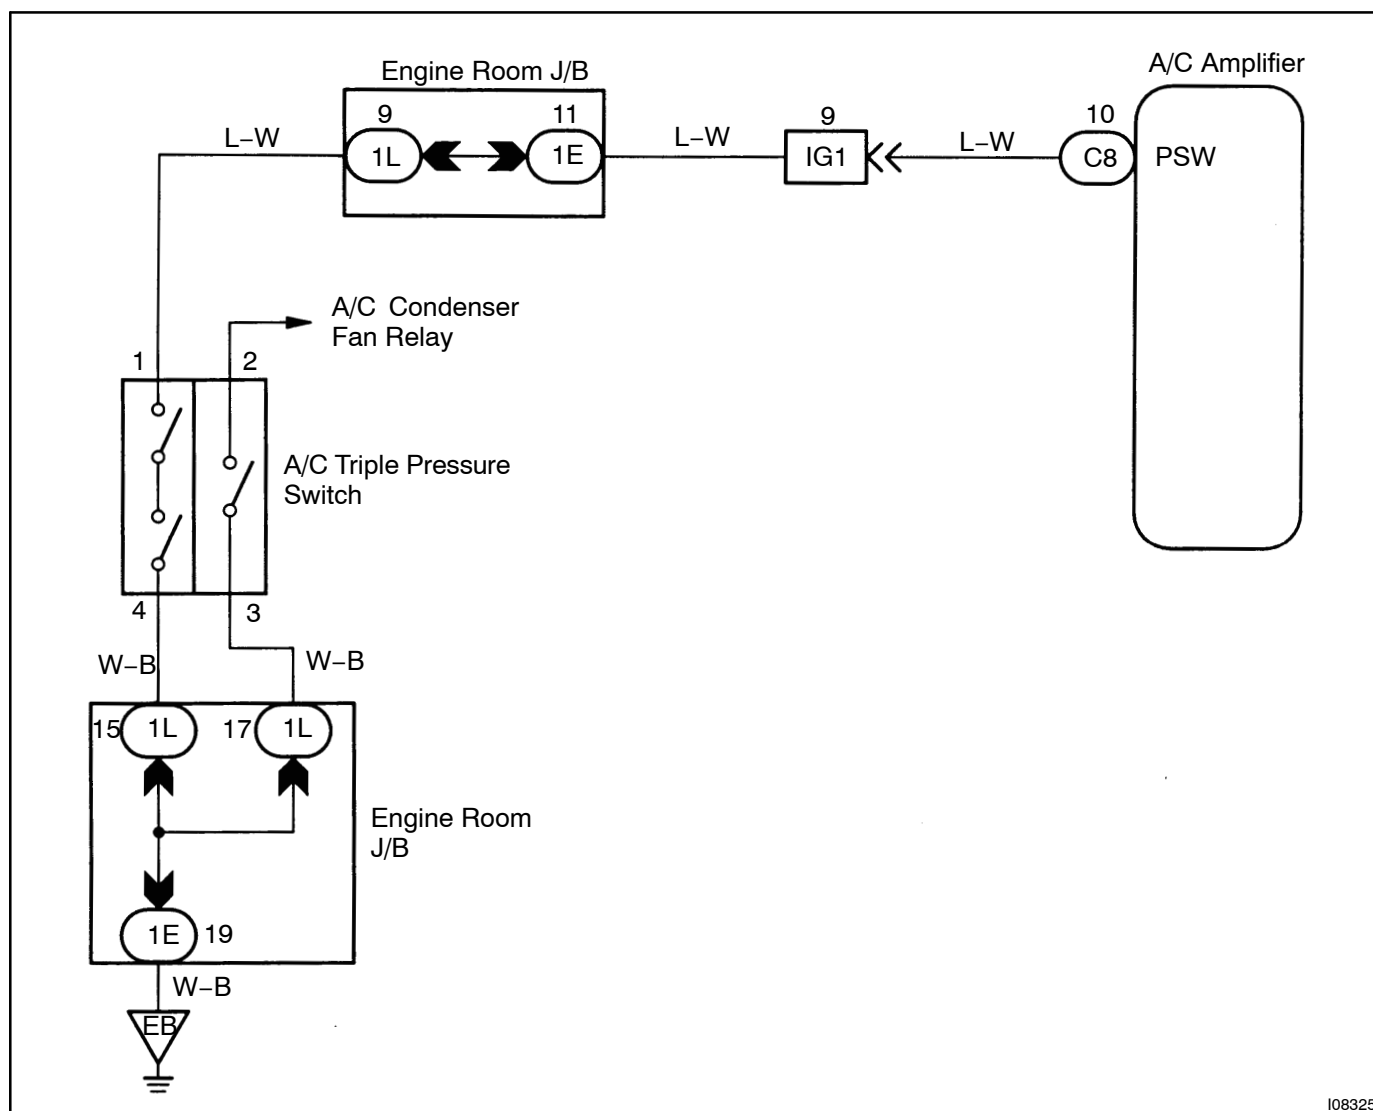 Engine Room J/B
A/C Amplifier
9
11
9
10
L−W
1L
1E
L−W
IG1
L−W
C8
PSW
A/C Condenser
Fan Relay
1
2
A/C Triple Pressure
Switch
4
3
W−B
W−B
15
1L
17
1L
Engine Room
J/B
1E
19
W−B
EB
I08325